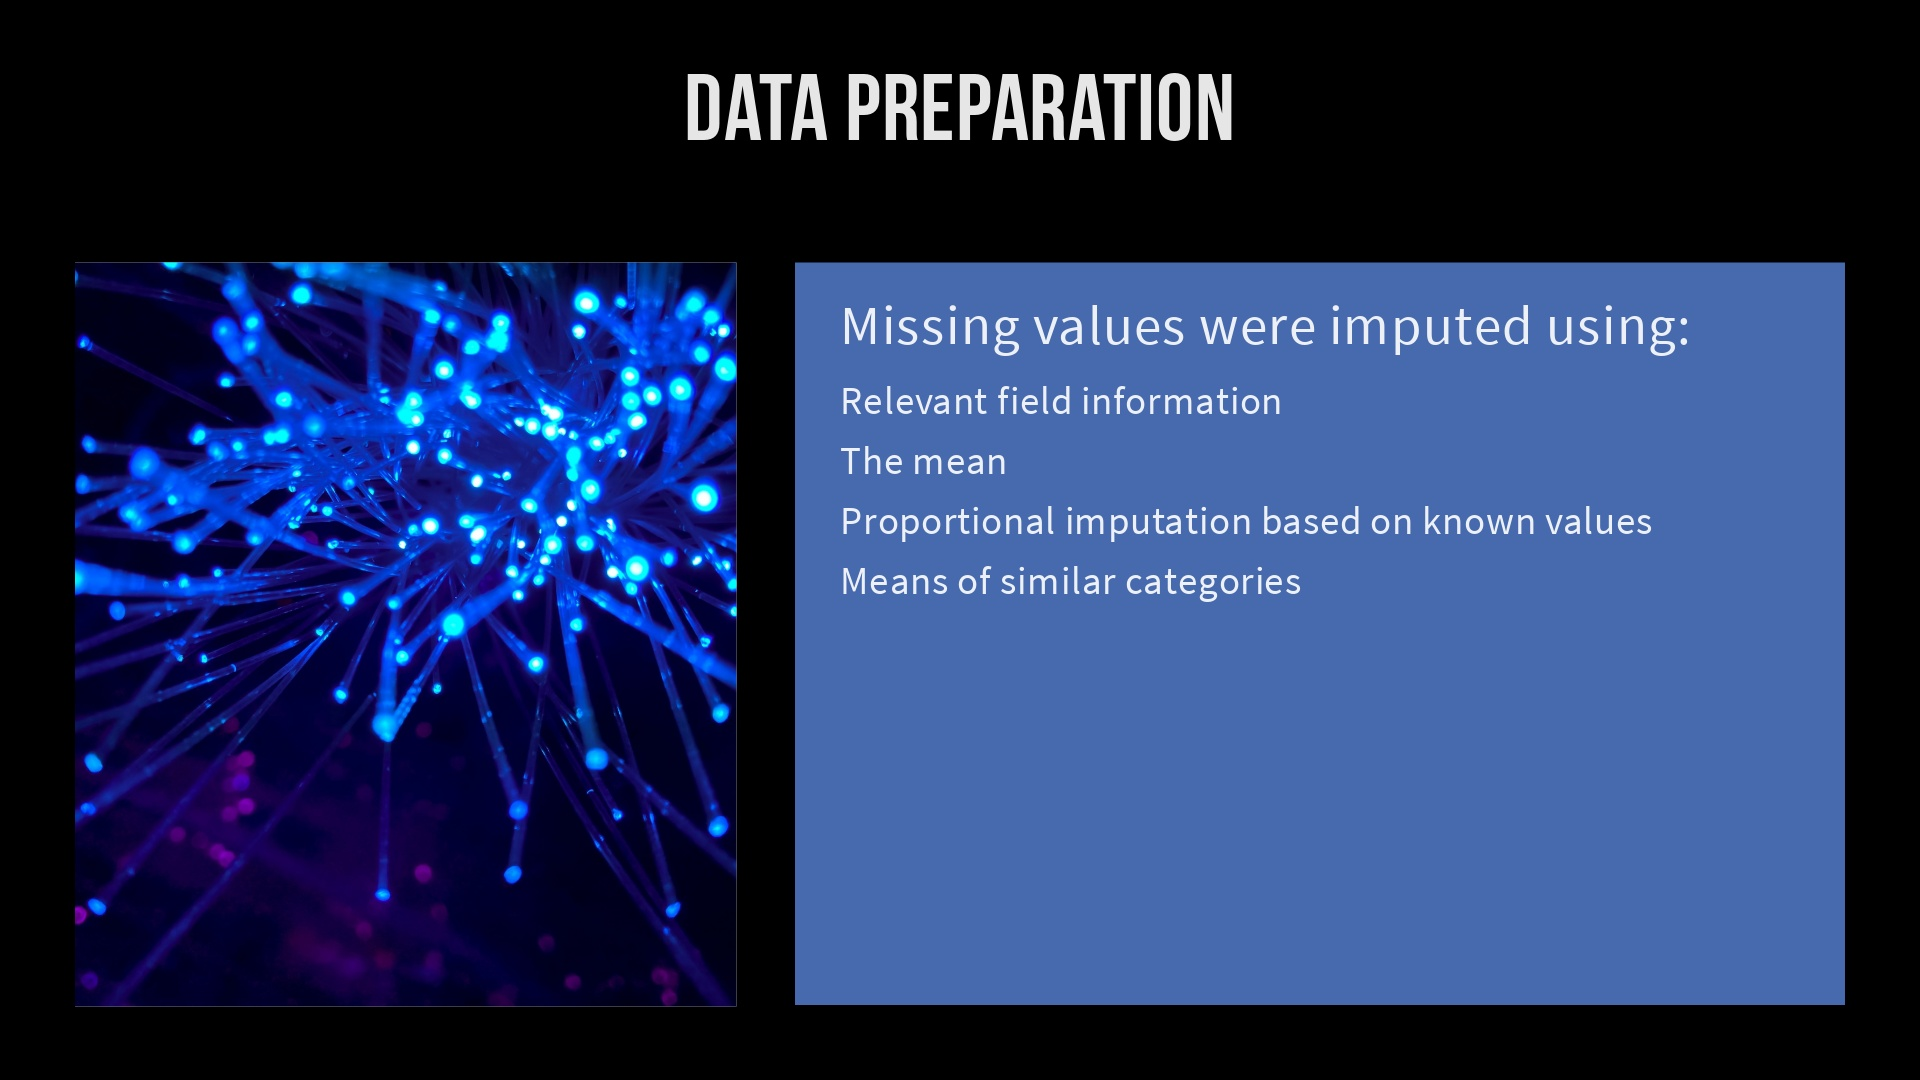 DATA PREPARATION
Missing values were imputed using:
Relevant field information
The mean
Proportional imputation based on known values
Means of similar categories